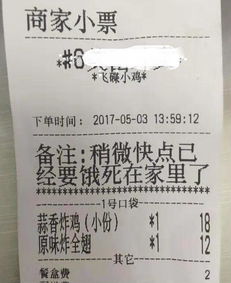 商家小票
*#6
*飞碟小鸡*
下单时间: 2017-05-03 13:59:12
备注:稍微快点已
经要饿死在家里了
1号口袋
蒜香炸鸡（小份） *1 18
原味炸全翅 *1 12
其它
餐盒费 2